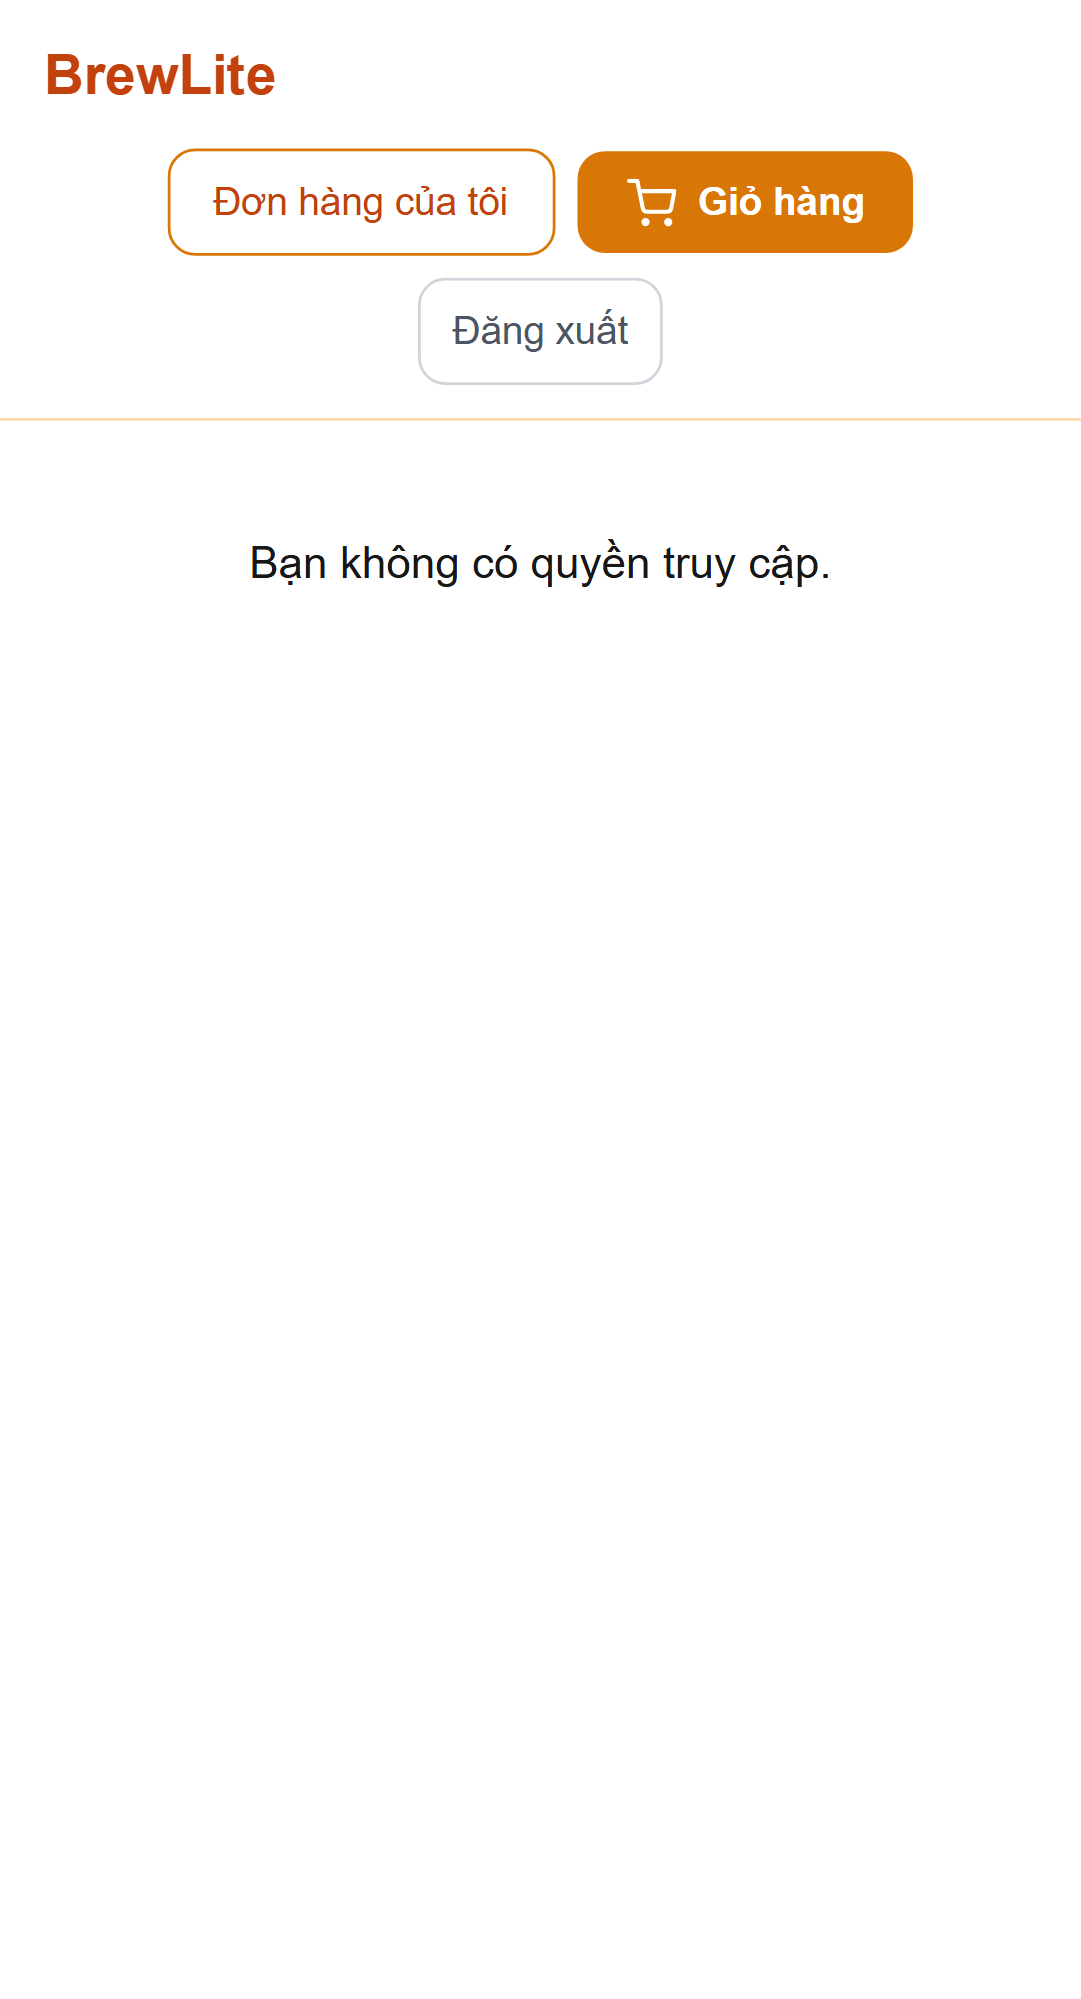 BrewLite
Đơn hàng của tôi
Giỏ hàng
Đăng xuất
Bạn không có quyền truy cập.